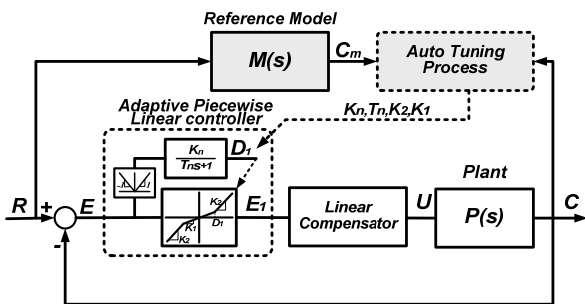 Reference Model
M(s)
Cm
Auto Tuning
Process
Kn,Tn,K2,K1
Adaptive Piecewise
Linear controller
Kn
Tns+1
D1
R
+
-
E
K2
K1
D1
K2
E1
Linear
Compensator
U
Plant
P(s)
C